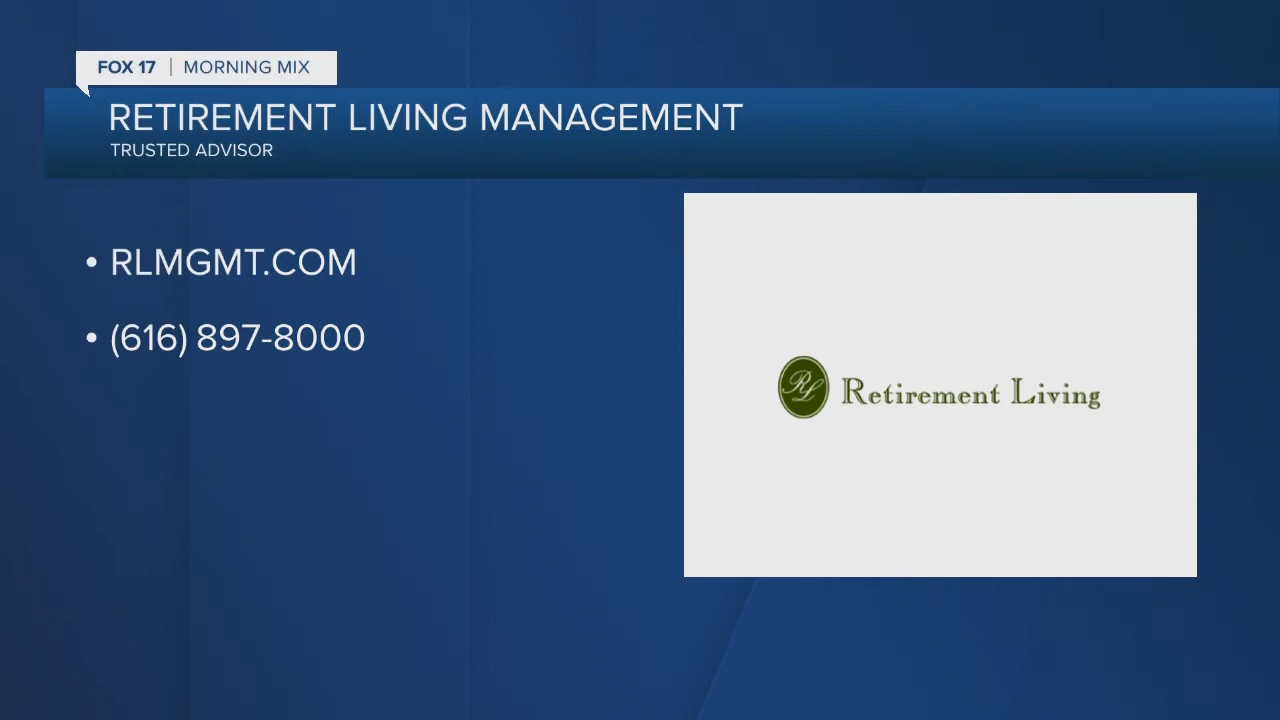 FOX 17 | MORNING MIX
RETIREMENT LIVING MANAGEMENT
TRUSTED ADVISOR
• RLMGMT.COM
• (616) 897-8000
RL Retirement Living